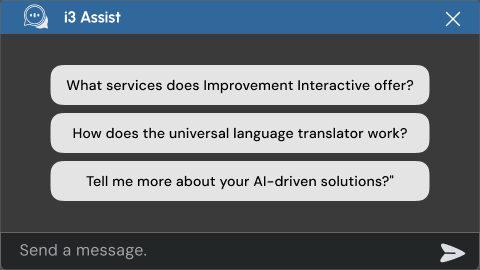 i3 Assist
What services does Improvement Interactive offer?
How does the universal language translator work?
Tell me more about your AI-driven solutions?"
Send a message.